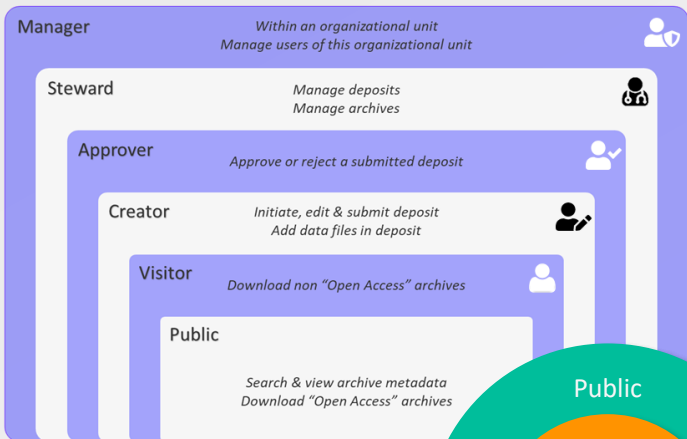 Manager
Within an organizational unit
Manage users of this organizational unit
Steward
Manage deposits
Manage archives
Approver
Approve or reject a submitted deposit
Creator
Initiate, edit & submit deposit
Add data files in deposit
Visitor
Download non “Open Access” archives
Public
Search & view archive metadata
Download “Open Access” archives
Public